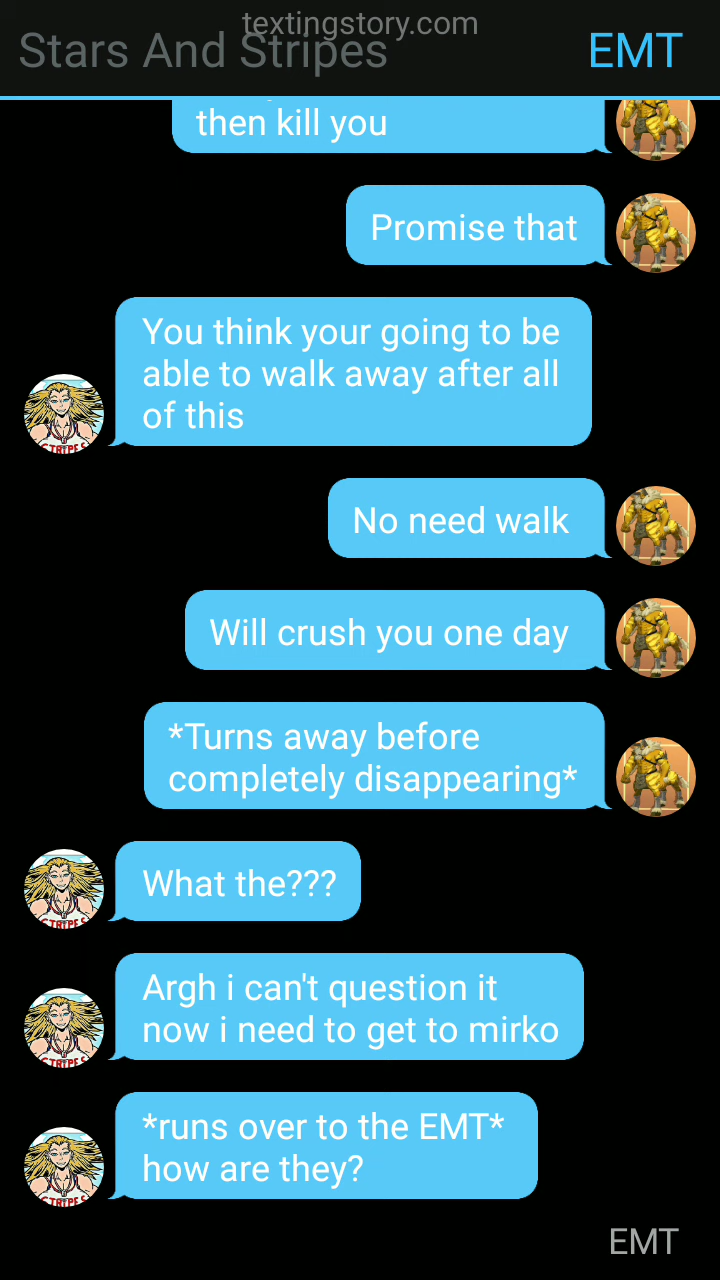 textingstory.com
Stars And Stripes
EMT
then kill you
Promise that
You think your going to be
able to walk away after all
of this
No need walk
Will crush you one day
*Turns away before
completely disappearing*
What the???
Argh i can't question it
now i need to get to mirko
*runs over to the EMT*
how are they?
EMT